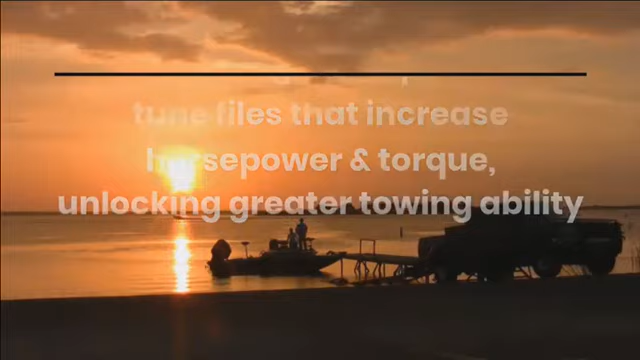 tune files that increase
horsepower & torque,
unlocking greater towing ability